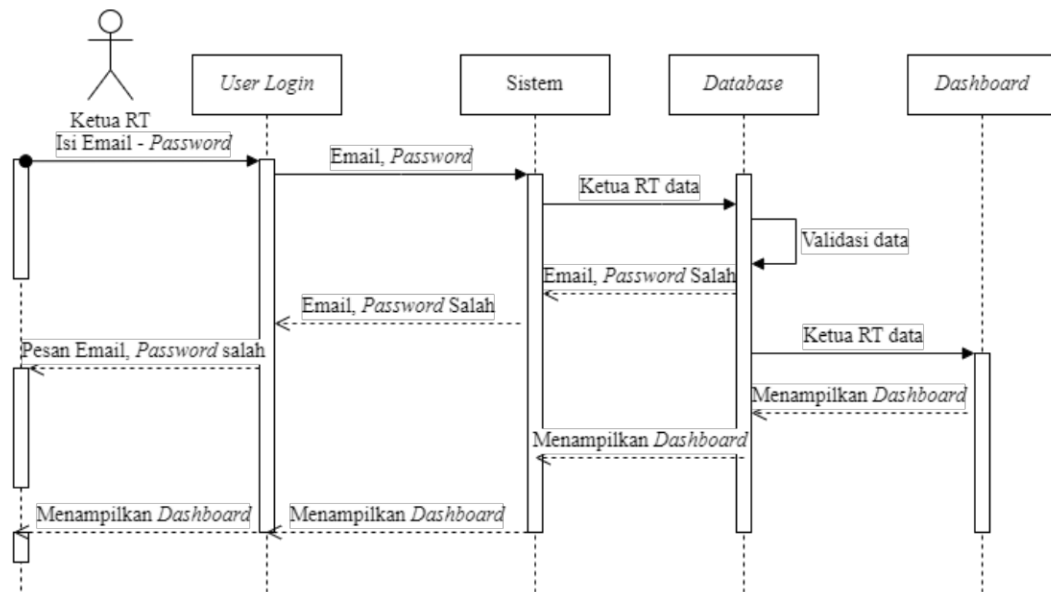 User Login
Sistem
Database
Dashboard
Ketua RT
Isi Email - Password
Email, Password
Ketua RT data
Validasi data
Email, Password Salah
Email, Password Salah
Pesan Email, Password salah
Ketua RT data
Menampilkan Dashboard
Menampilkan Dashboard
Menampilkan Dashboard
Menampilkan Dashboard